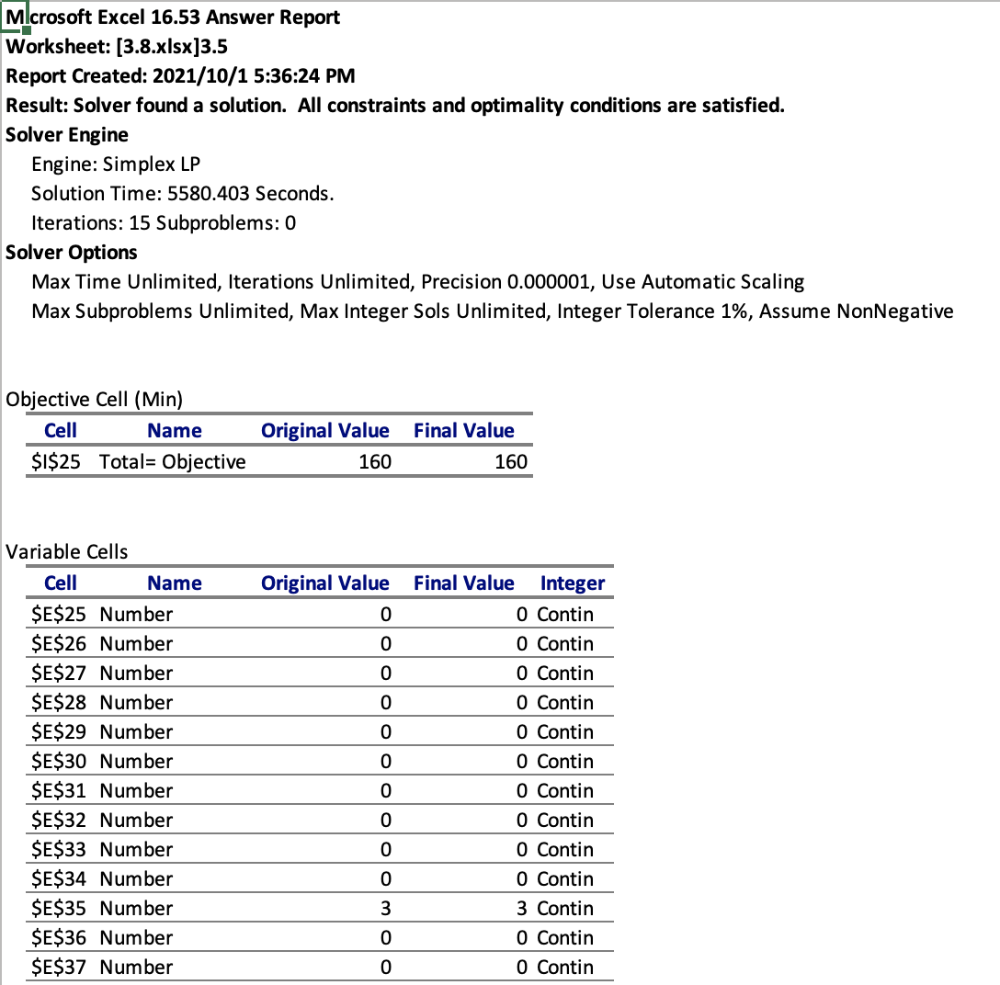 Microsoft Excel 16.53 Answer Report
Worksheet: [3.8.xlsx]3.5
Report Created: 2021/10/1 5:36:24 PM
Result: Solver found a solution.  All constraints and optimality conditions are satisfied.
Solver Engine
Engine: Simplex LP
Solution Time: 5580.403 Seconds.
Iterations: 15 Subproblems: 0
Solver Options
Max Time Unlimited, Iterations Unlimited, Precision 0.000001, Use Automatic Scaling
Max Subproblems Unlimited, Max Integer Sols Unlimited, Integer Tolerance 1%, Assume NonNegative
Objective Cell (Min)
Cell Name Original Value Final Value
$I$25 Total= Objective 160 160
Variable Cells
Cell Name Original Value Final Value Integer
$E$25 Number 0 0 Contin
$E$26 Number 0 0 Contin
$E$27 Number 0 0 Contin
$E$28 Number 0 0 Contin
$E$29 Number 0 0 Contin
$E$30 Number 0 0 Contin
$E$31 Number 0 0 Contin
$E$32 Number 0 0 Contin
$E$33 Number 0 0 Contin
$E$34 Number 0 0 Contin
$E$35 Number 3 3 Contin
$E$36 Number 0 0 Contin
$E$37 Number 0 0 Contin